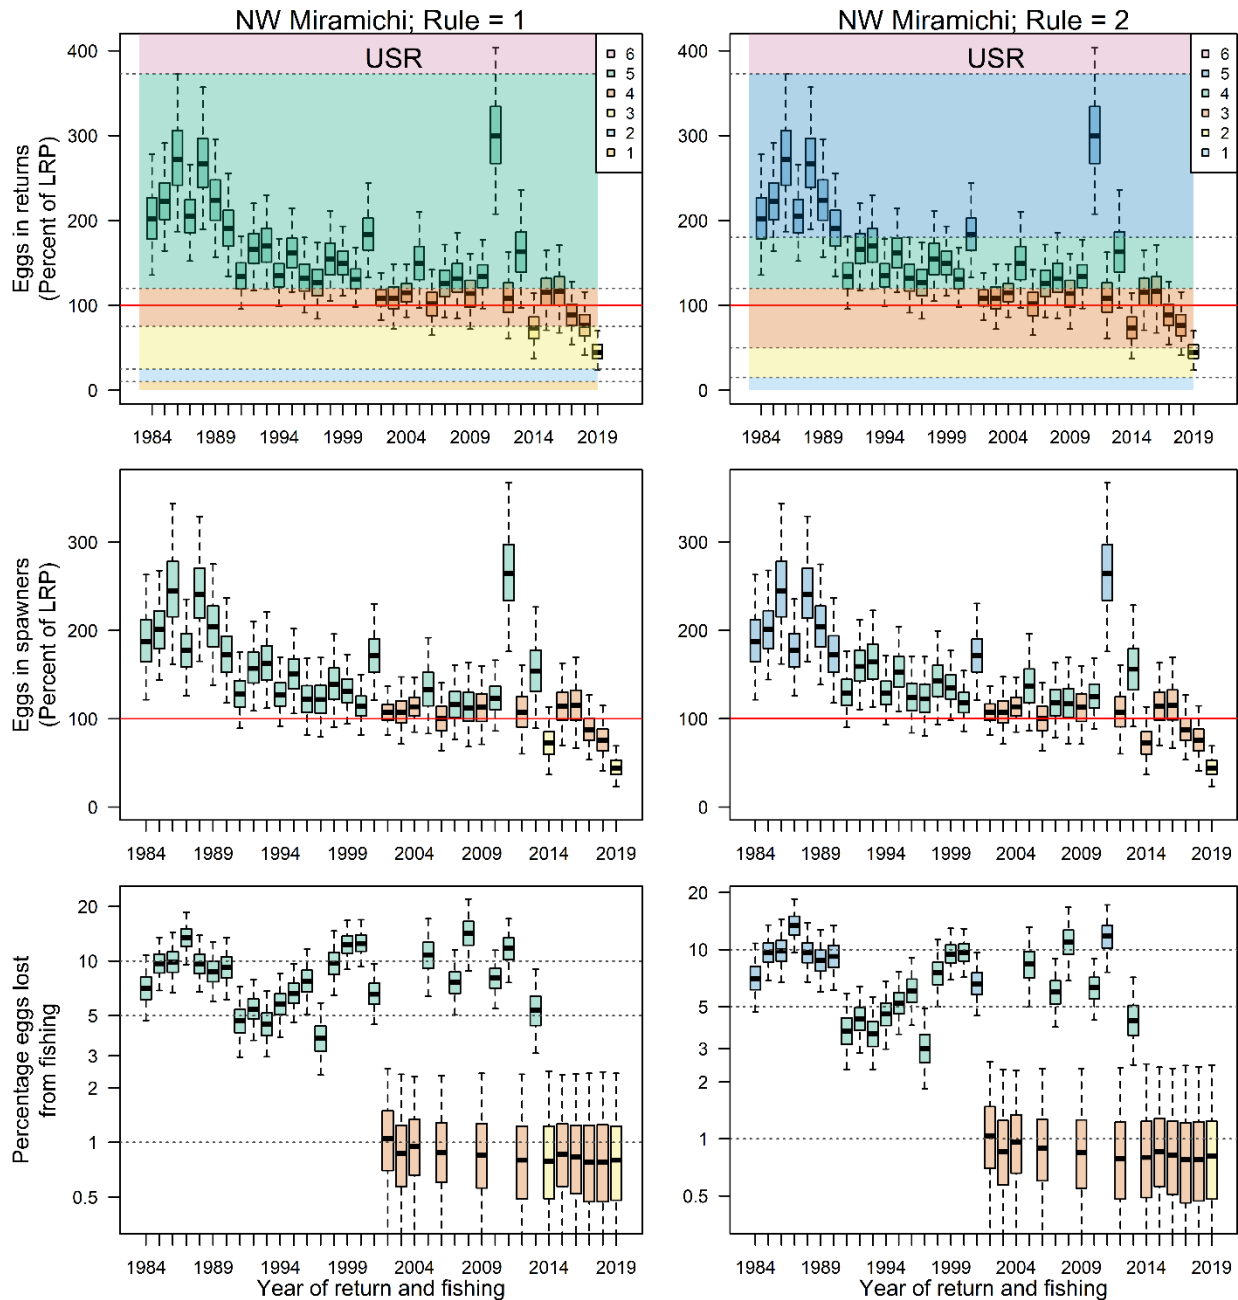 NW Miramichi; Rule = 1
NW Miramichi; Rule = 2
Eggs in returns
(Percent of LRP)
400
300
200
100
0
USR
6
5
4
3
2
1
1984 1989 1994 1999 2004 2009 2014 2019
400
300
200
100
0
USR
6
5
4
3
2
1
1984 1989 1994 1999 2004 2009 2014 2019
Eggs in spawners
(Percent of LRP)
300
200
100
0
1984 1989 1994 1999 2004 2009 2014 2019
300
200
100
0
1984 1989 1994 1999 2004 2009 2014 2019
Percentage eggs lost
from fishing
20
10
5
3
2
1
0.5
1984 1989 1994 1999 2004 2009 2014 2019
Year of return and fishing
20
10
5
3
2
1
0.5
1984 1989 1994 1999 2004 2009 2014 2019
Year of return and fishing